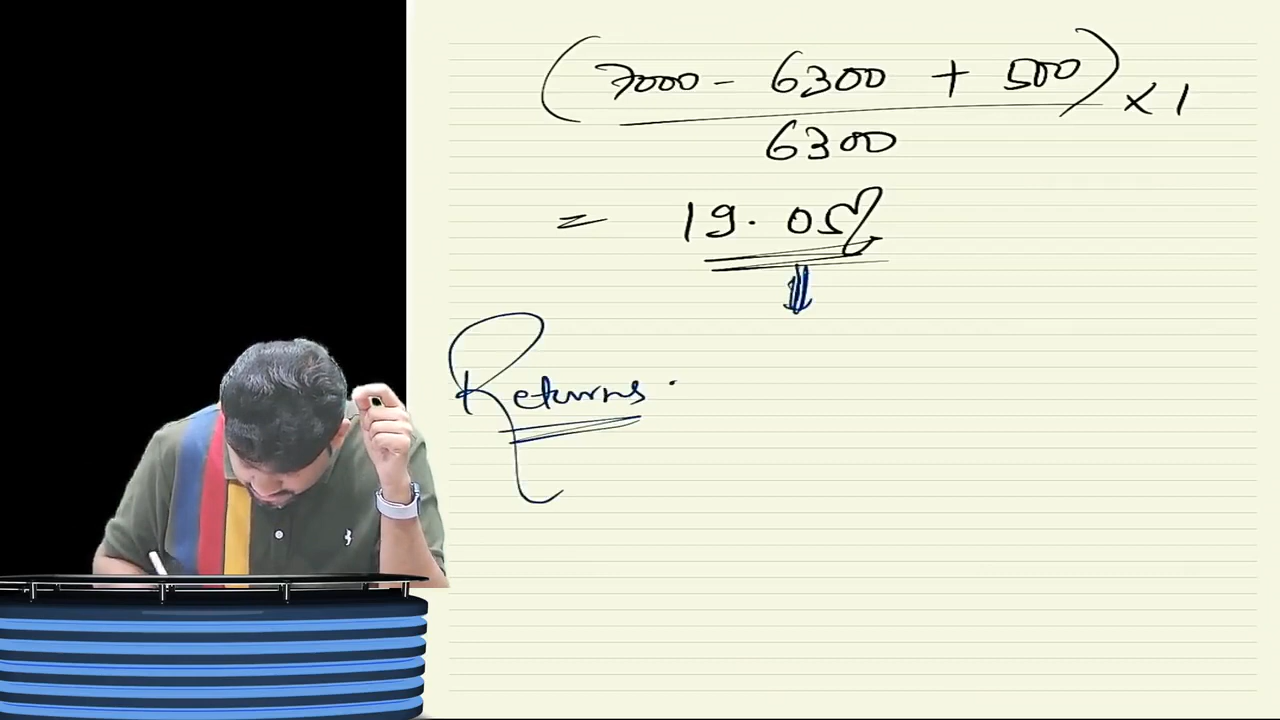 (7000 - 6300 + 500) × 1
6300
= 19.05%
Returns